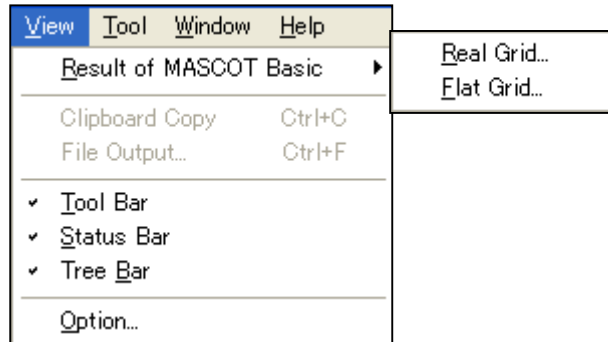 View Tool Window Help
Result of MASCOT Basic
Real Grid...
Flat Grid...
Clipboard Copy Ctrl+C
File Output... Ctrl+F
Tool Bar
Status Bar
Tree Bar
Option...